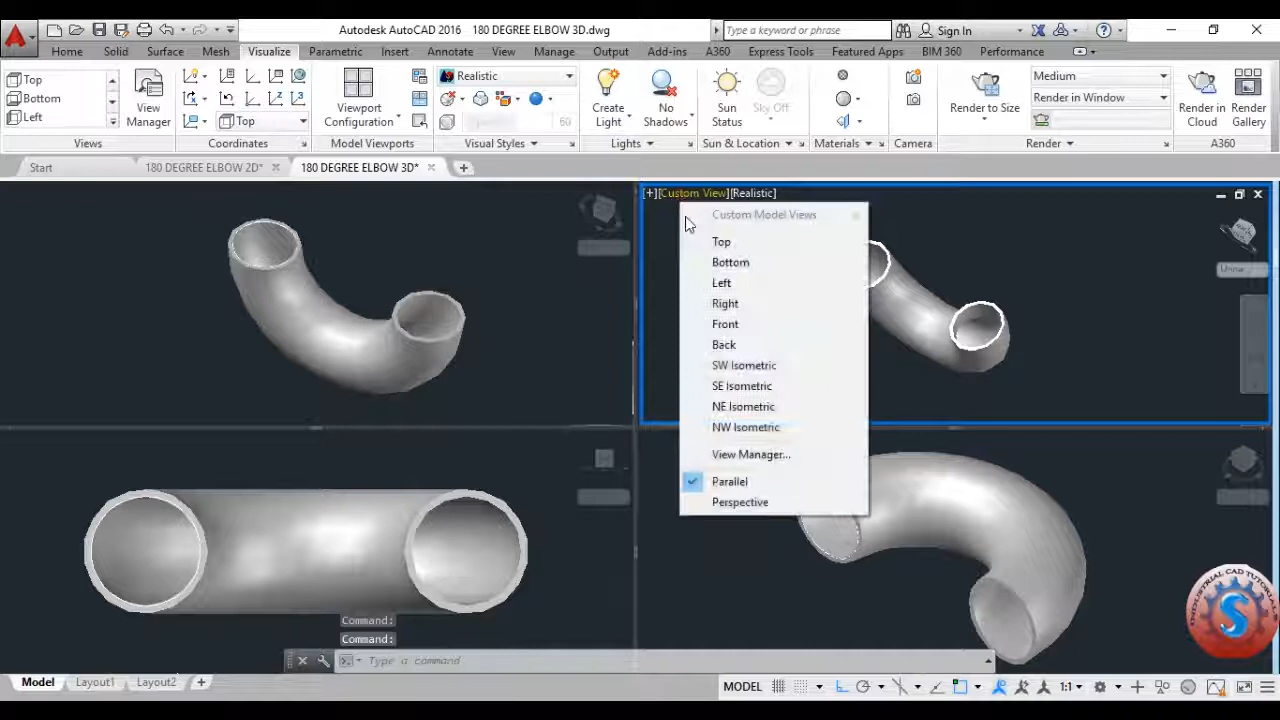 Autodesk AutoCAD 2016 180 DEGREE ELBOW 3D.dwg
Type a keyword or phrase
Sign In
Home Solid Surface Mesh Visualize Parametric Insert Annotate View Manage Output Add-ins A360 Express Tools Featured Apps BIM 360 Performance
Top
Bottom
Left
View
Manager
Views
Top
Coordinates
Viewport
Configuration
Model Viewports
Realistic
60
Visual Styles
Create
Light
No
Shadows
Lights
Sun
Status
Sky Off
Sun & Location
Materials
Camera
Render to Size
Medium
Render in Window
Render
Render in
Cloud
Render
Gallery
A360
Start
180 DEGREE ELBOW 2D*
180 DEGREE ELBOW 3D*
[+][Custom View][Realistic]
Custom Model Views
Top
Bottom
Left
Right
Front
Back
SW Isometric
SE Isometric
NE Isometric
NW Isometric
View Manager...
Parallel
Perspective
Command:
Command:
Type a command
INDUSTRIAL CAD TUTORIALS
S
Model Layout1 Layout2
MODEL
1:1